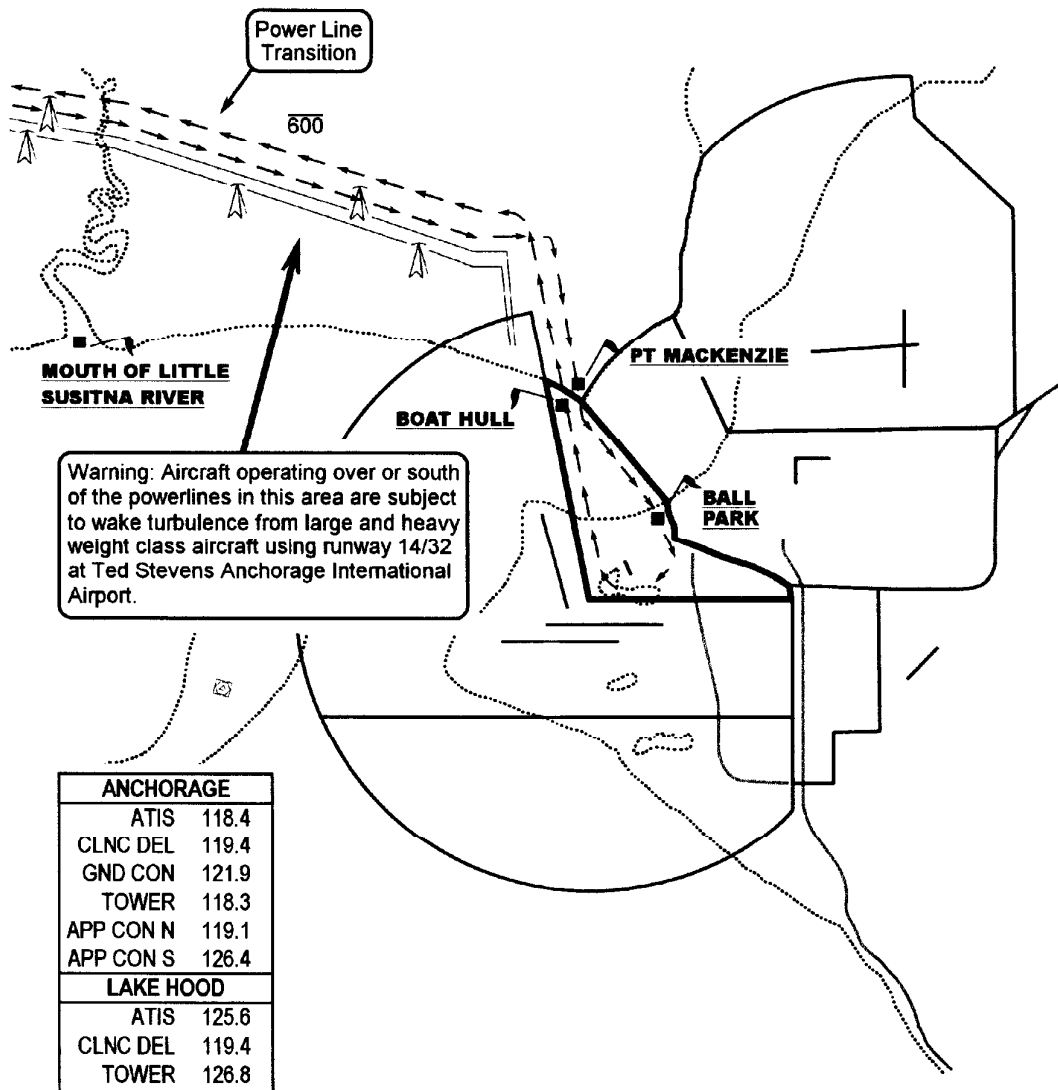 Power Line
Transition
600
MOUTH OF LITTLE
SUSITNA RIVER
PT MACKENZIE
BOAT HULL
BALL
PARK
Warning: Aircraft operating over or south
of the powerlines in this area are subject
to wake turbulence from large and heavy
weight class aircraft using runway 14/32
at Ted Stevens Anchorage International
Airport.
ANCHORAGE
ATIS 118.4
CLNC DEL 119.4
GND CON 121.9
TOWER 118.3
APP CON N 119.1
APP CON S 126.4
LAKE HOOD
ATIS 125.6
CLNC DEL 119.4
TOWER 126.8